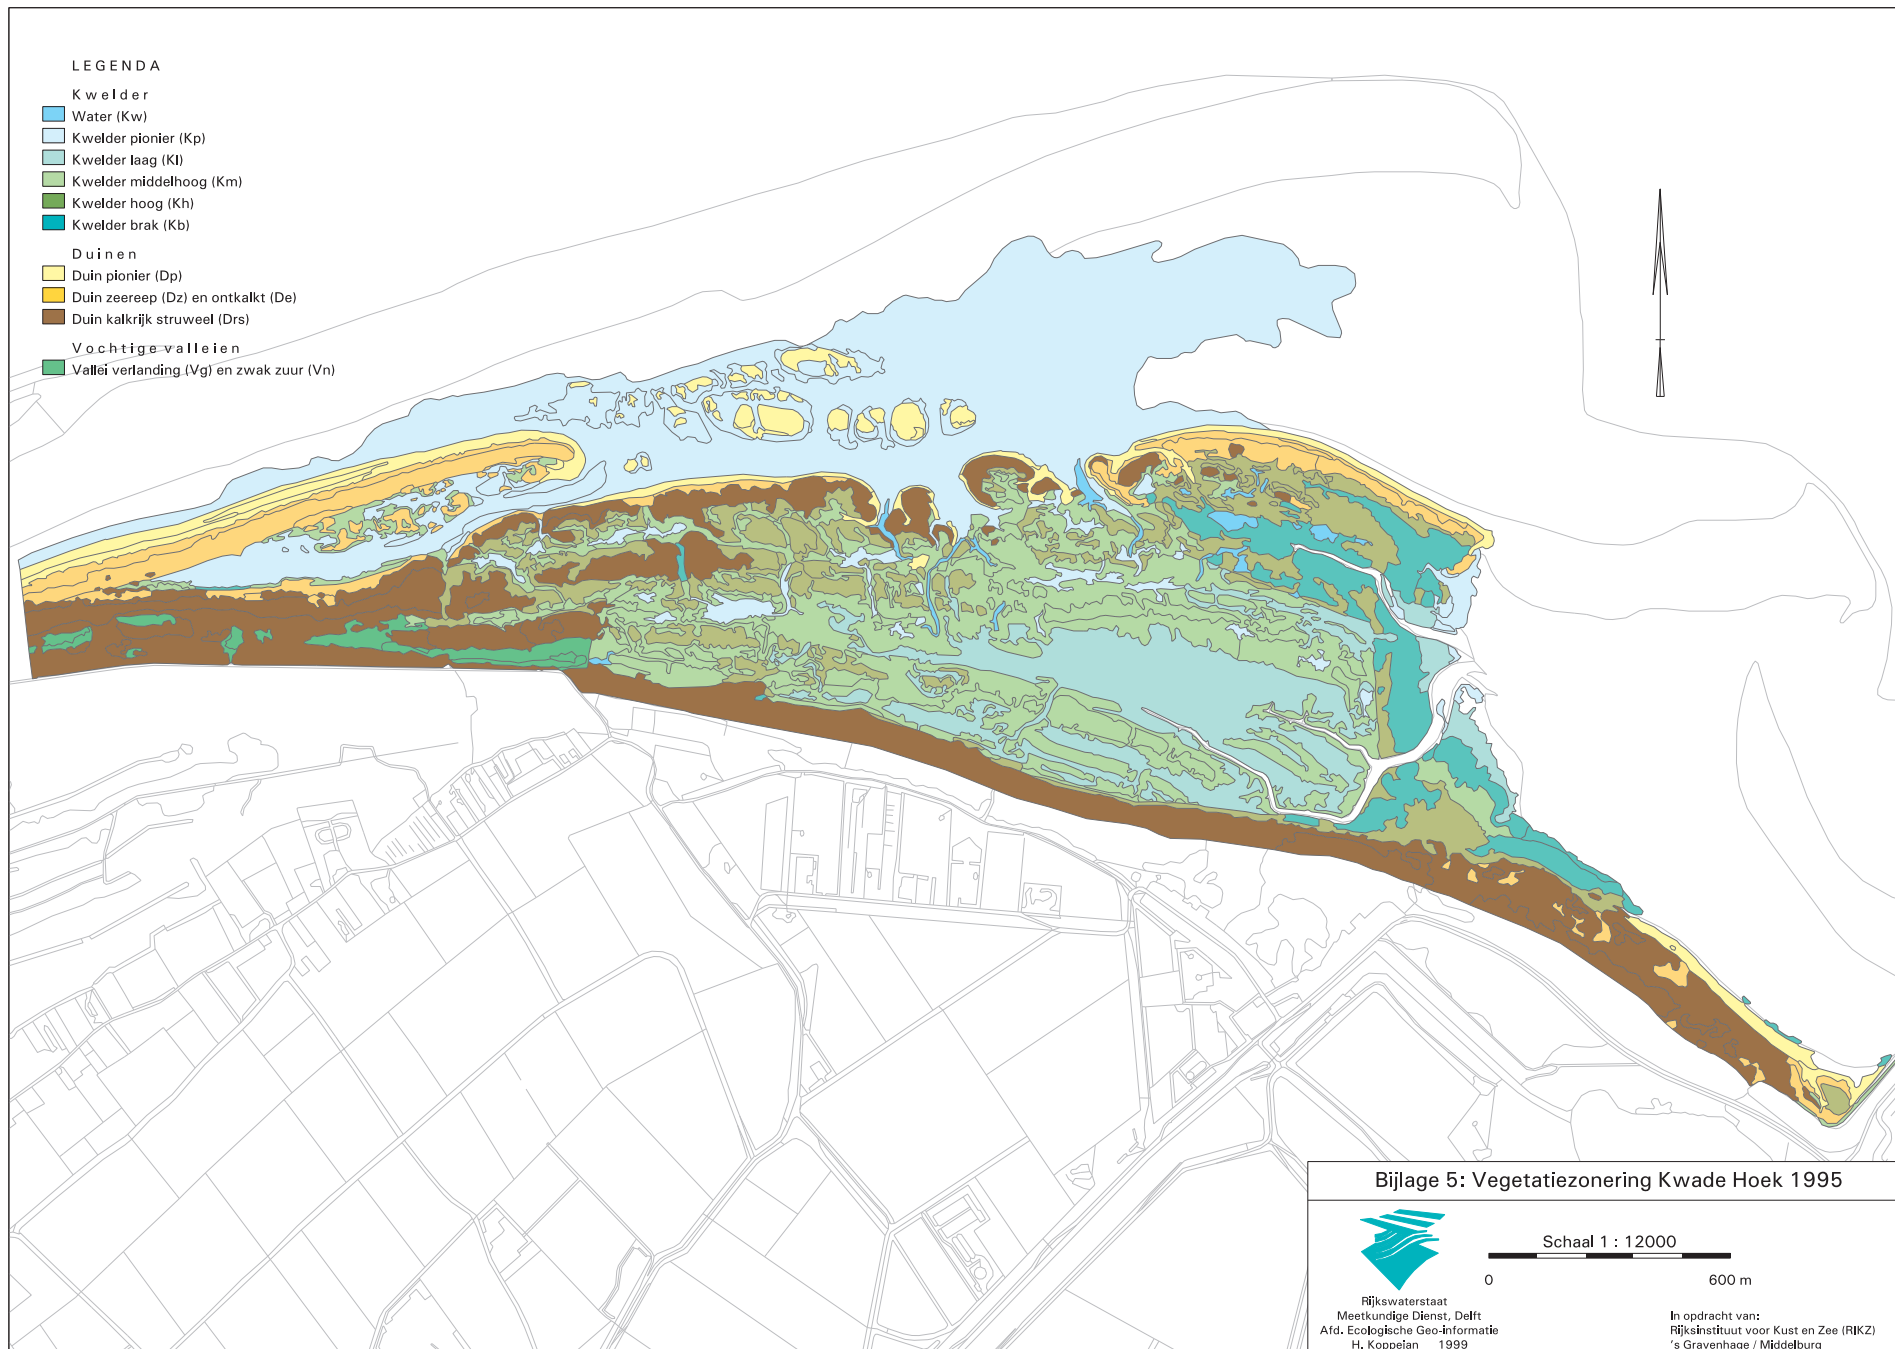 LEGENDA
Kwelder
Water (Kw)
Kwelder pionier (Kp)
Kwelder laag (Kl)
Kwelder middelhoog (Km)
Kwelder hoog (Kh)
Kwelder brak (Kb)
Duinen
Duin pionier (Dp)
Duin zeereep (Dz) en ontkalkt (De)
Duin kalkrijk struweel (Drs)
Vochtige valleien
Vallei verlanding (Vg) en zwak zuur (Vn)
Bijlage 5: Vegetatiezonering Kwade Hoek 1995
Schaal 1 : 12000
0 600 m
Rijkswaterstaat
Meetkundige Dienst, Delft
Afd. Ecologische Geo-informatie
H. Koppejan 1999
In opdracht van:
Rijksinstituut voor Kust en Zee (RIKZ)
's Gravenhage / Middelburg